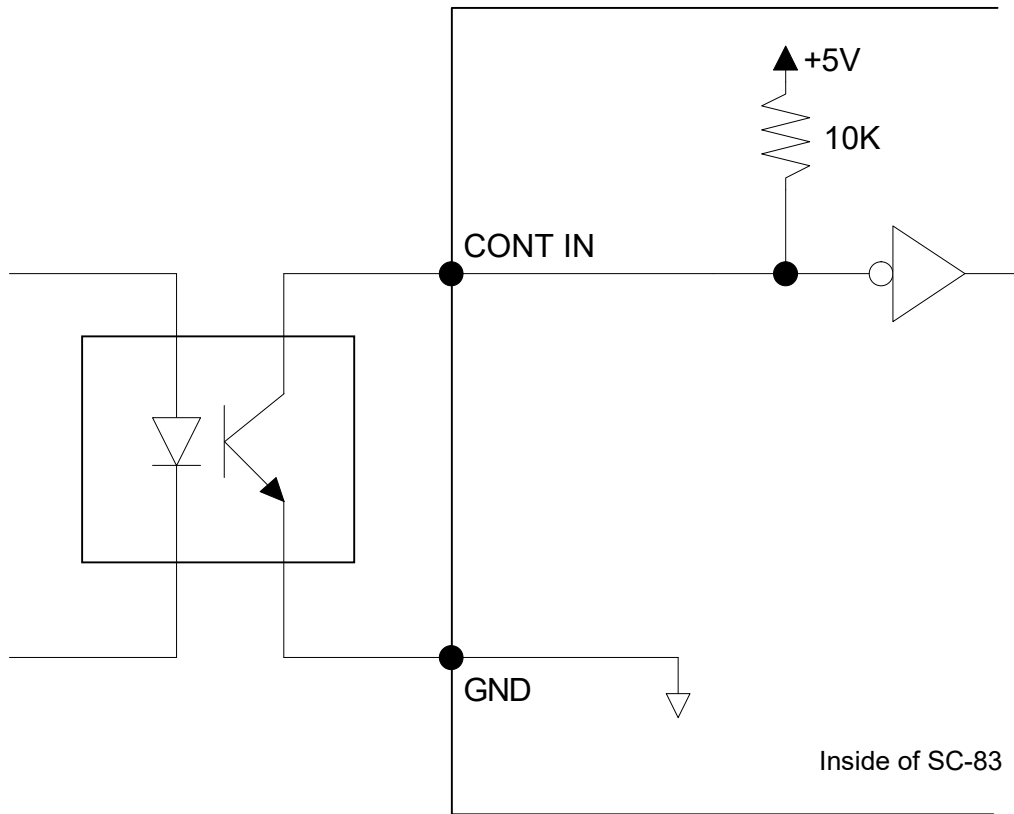 +5V
10K
CONT IN
GND
Inside of SC-83